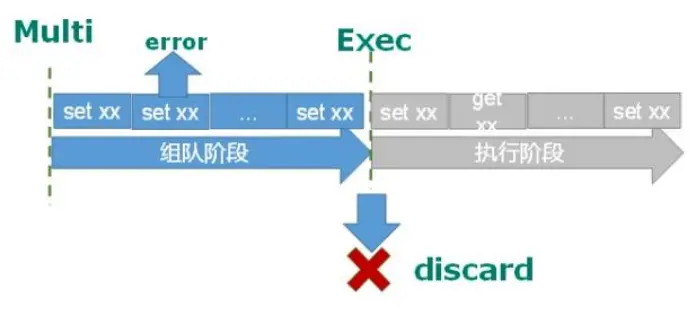 Multi
error
Exec
set xx
set xx
...
set xx
set xx
get xx
...
set xx
组队阶段
执行阶段
discard